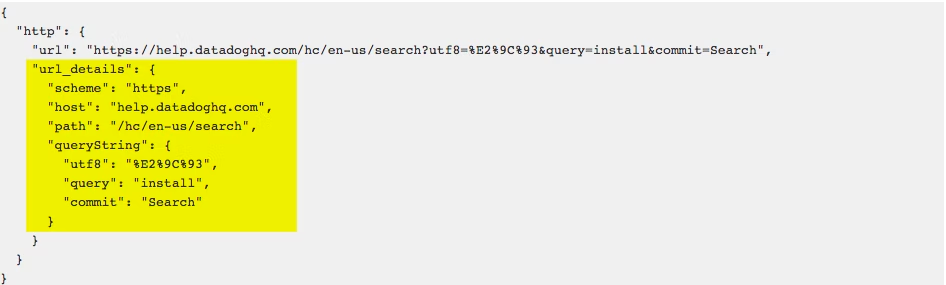 {
  "http": {
    "url": "https://help.datadoghq.com/hc/en-us/search?utf8=%E2%9C%93&query=install&commit=Search",
    "url_details": {
      "scheme": "https",
      "host": "help.datadoghq.com",
      "path": "/hc/en-us/search",
      "queryString": {
        "utf8": "%E2%9C%93",
        "query": "install",
        "commit": "Search"
      }
    }
  }
}